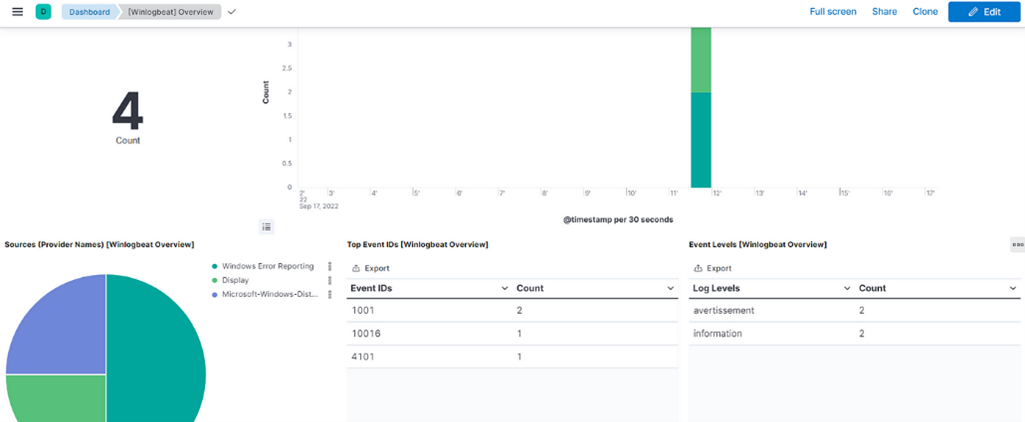 D Dashboard [Winlogbeat] Overview Full screen Share Clone Edit
4
Count
Count
3
2.5
2
1.5
1
0.5
0
2' 3' 4' 5' 6' 7' 8' 9' 10' 11' 12' 13' 14' 15' 16' 17'
22
Sep 17, 2022
@timestamp per 30 seconds
Sources (Provider Names) [Winlogbeat Overview]
Windows Error Reporting
Display
Microsoft-Windows-Dist...
Top Event IDs [Winlogbeat Overview]
Export
Event IDs Count
1001 2
10016 1
4101 1
Event Levels [Winlogbeat Overview]
Export
Log Levels Count
avertissement 2
information 2